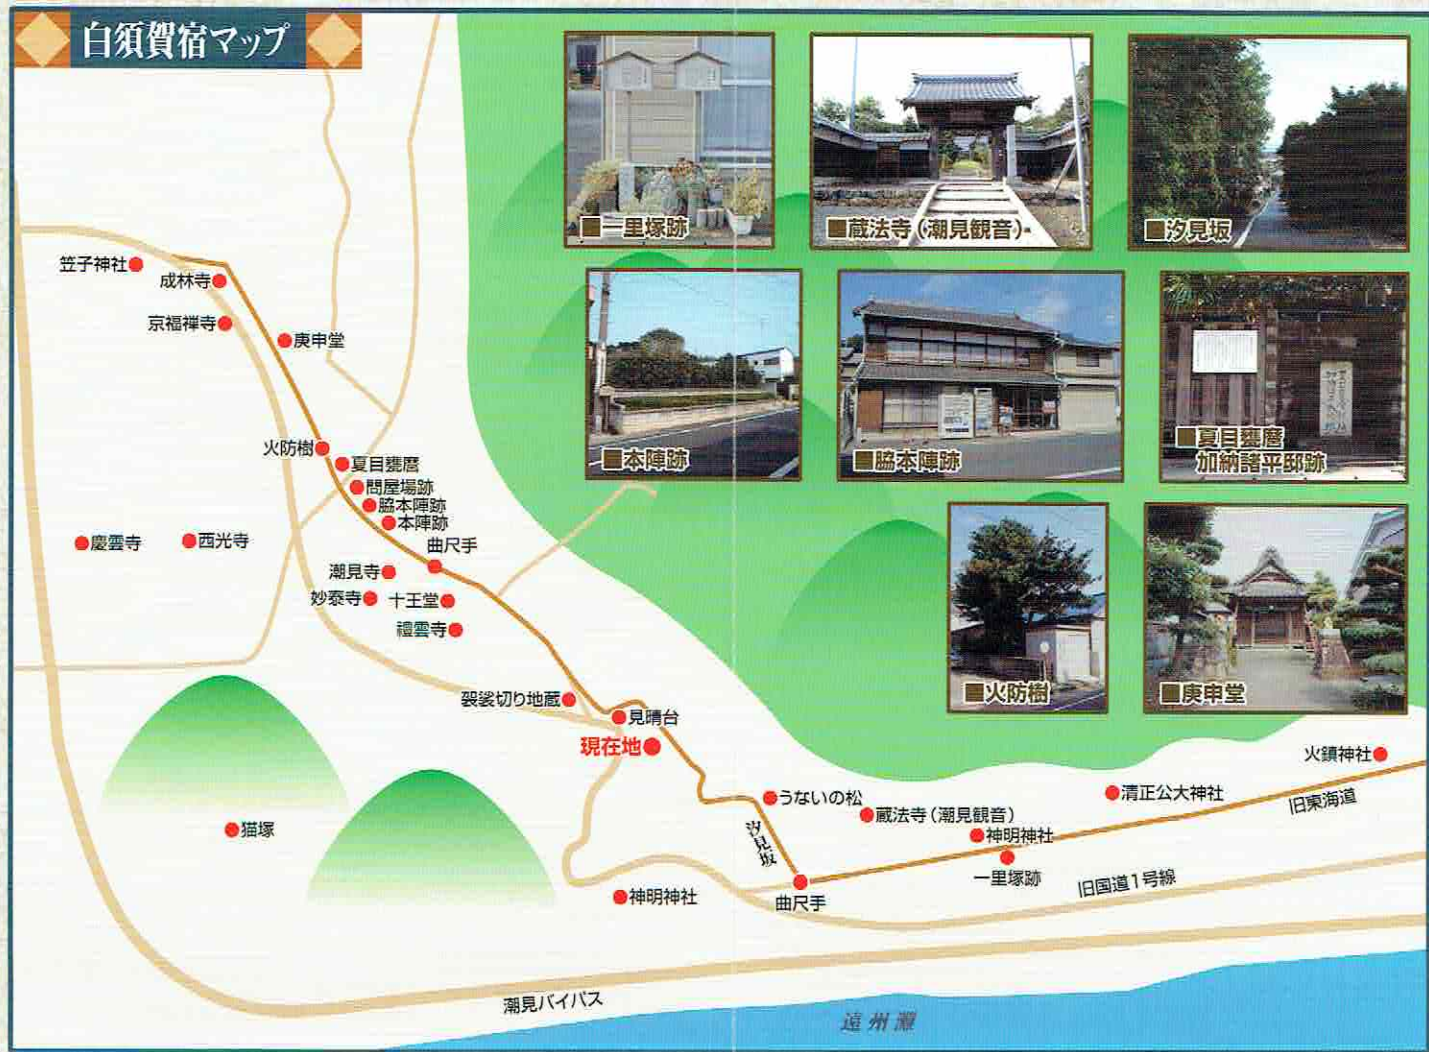 白須賀宿マップ
■一里塚跡
■蔵法寺(潮見観音)
■汐見坂
■本陣跡
■脇本陣跡
■夏目甕麿
加納諸平邸跡
■火防樹
■庚申堂
笠子神社
成林寺
京福禅寺
庚申堂
火防樹
夏目甕麿
問屋場跡
脇本陣跡
本陣跡
曲尺手
慶雲寺
西光寺
潮見寺
妙泰寺
十王堂
禮雲寺
袈裟切り地蔵
見晴台
現在地
火鎮神社
うないの松
清正公大神社
蔵法寺(潮見観音)
旧東海道
汐見坂
神明神社
猫塚
一里塚跡
旧国道1号線
神明神社
曲尺手
潮見バイパス
遠州灘